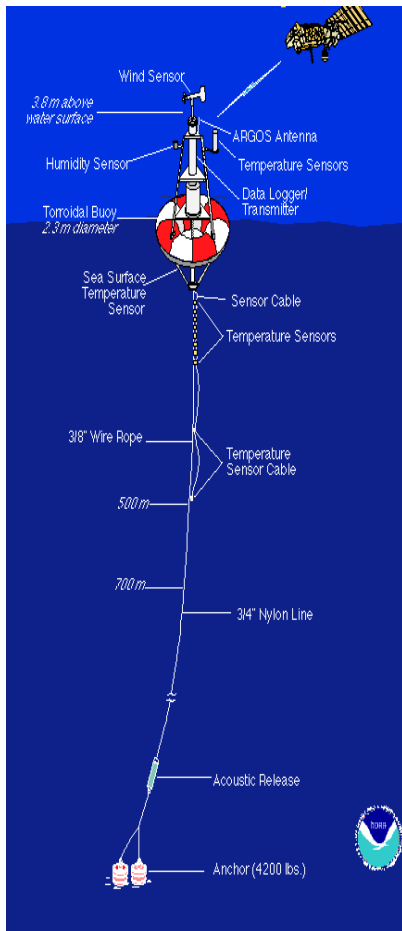 Wind Sensor
3.8 m above
water surface
ARGOS Antenna
Humidity Sensor
Temperature Sensors
Data Logger/
Transmitter
Torroidal Buoy
2.3 m diameter
Sea Surface
Temperature
Sensor
Sensor Cable
Temperature Sensors
3/8" Wire Rope
Temperature
Sensor Cable
500 m
700 m
3/4" Nylon Line
Acoustic Release
Anchor (4200 lbs.)
noaa